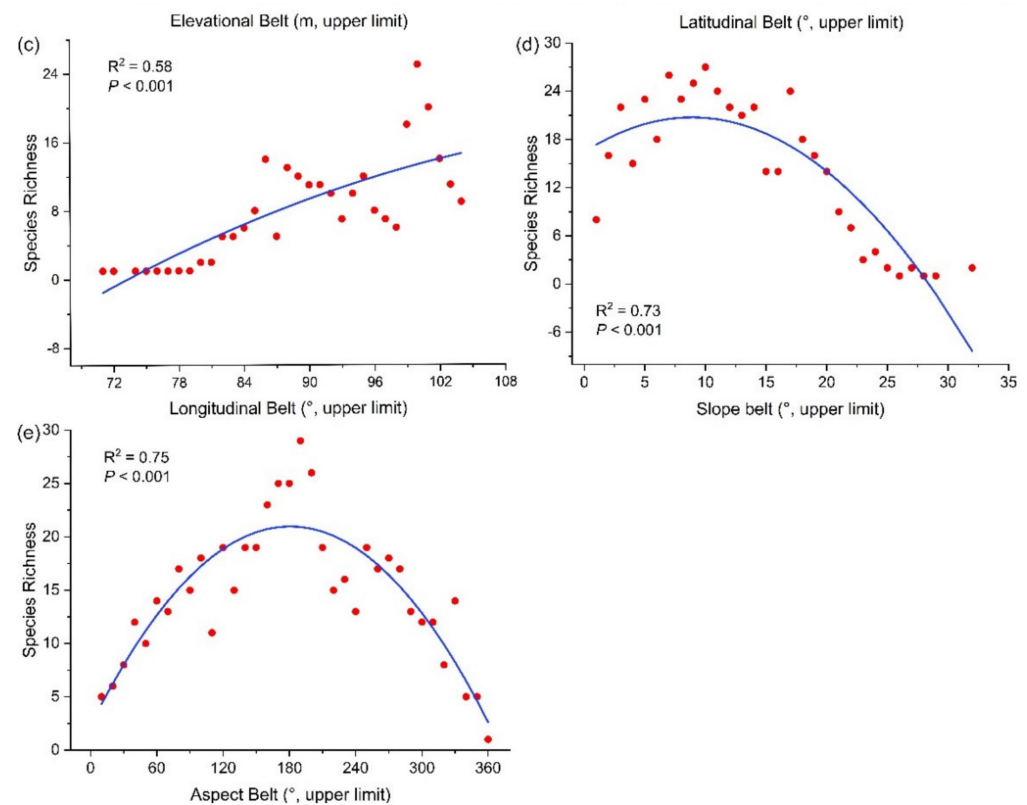 Elevational Belt (m, upper limit)
Latitudinal Belt (°, upper limit)
(c)
R² = 0.58
P < 0.001
Species Richness
24
16
8
0
-8
72 78 84 90 96 102 108
Longitudinal Belt (°, upper limit)
(d)
30
24
18
12
6
0
-6
Species Richness
R² = 0.73
P < 0.001
0 5 10 15 20 25 30 35
Slope belt (°, upper limit)
(e)
R² = 0.75
P < 0.001
Species Richness
30
25
20
15
10
5
0
0 60 120 180 240 300 360
Aspect Belt (°, upper limit)